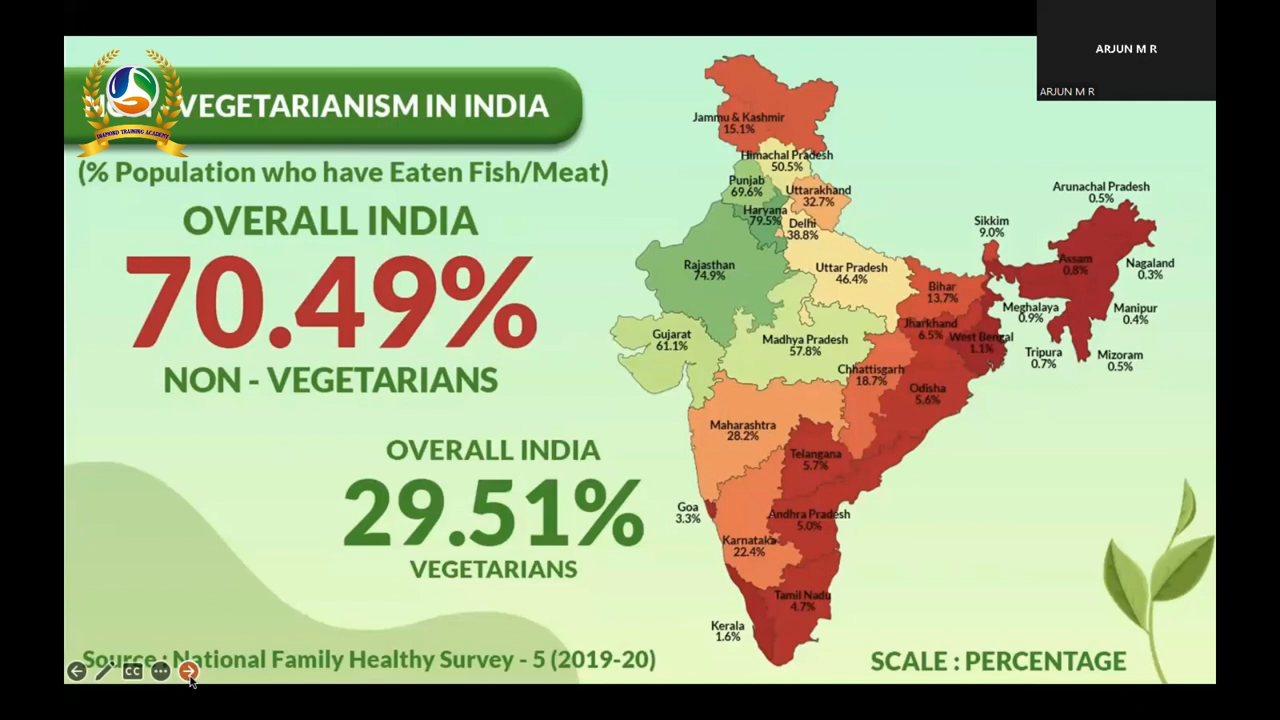 ARJUN M R
ARJUN M R
VEGETARIANISM IN INDIA
DIAMOND TRAINING ACADEMY
(% Population who have Eaten Fish/Meat)
OVERALL INDIA
70.49%
NON - VEGETARIANS
OVERALL INDIA
29.51%
VEGETARIANS
Jammu & Kashmir
15.1%
Himachal Pradesh
50.5%
Punjab
69.6%
Uttarakhand
32.7%
Haryana
79.5%
Delhi
38.8%
Rajasthan
74.9%
Uttar Pradesh
46.4%
Arunachal Pradesh
0.5%
Sikkim
9.0%
Assam
0.8%
Nagaland
0.3%
Bihar
13.7%
Meghalaya
0.9%
Manipur
0.4%
Jharkhand
6.5%
West Bengal
1.1%
Tripura
0.7%
Mizoram
0.5%
Gujarat
61.1%
Madhya Pradesh
57.8%
Chhattisgarh
18.7%
Odisha
5.6%
Maharashtra
28.2%
Telangana
5.7%
Goa
3.3%
Andhra Pradesh
5.0%
Karnataka
22.4%
Tamil Nadu
4.7%
Kerala
1.6%
Source : National Family Healthy Survey - 5 (2019-20)
SCALE : PERCENTAGE
CC